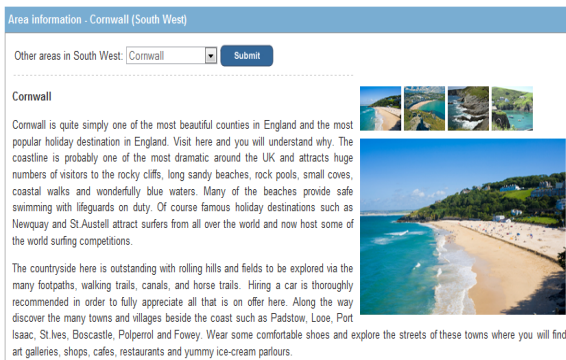 Area information - Cornwall (South West)
Other areas in South West: Cornwall Submit
Cornwall
Cornwall is quite simply one of the most beautiful counties in England and the most
popular holiday destination in England. Visit here and you will understand why. The
coastline is probably one of the most dramatic around the UK and attracts huge
numbers of visitors to the rocky cliffs, long sandy beaches, rock pools, small coves,
coastal walks and wonderfully blue waters. Many of the beaches provide safe
swimming with lifeguards on duty. Of course famous holiday destinations such as
Newquay and St.Austell attract surfers from all over the world and now host some of
the world surfing competitions.
The countryside here is outstanding with rolling hills and fields to be explored via the
many footpaths, walking trails, canals, and horse trails. Hiring a car is thoroughly
recommended in order to fully appreciate all that is on offer here. Along the way
discover the many towns and villages beside the coast such as Padstow, Looe, Port
Isaac, St.Ives, Boscastle, Polperrol and Fowey. Wear some comfortable shoes and explore the streets of these towns where you will find
art galleries, shops, cafes, restaurants and yummy ice-cream parlours.